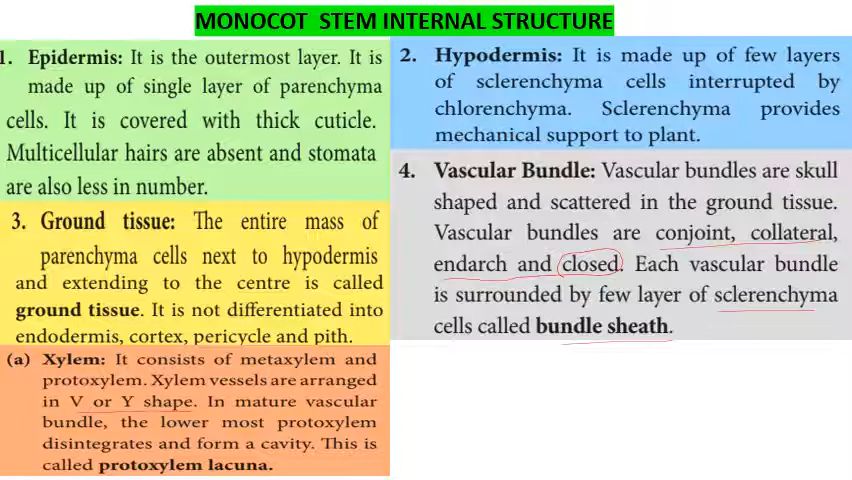 MONOCOT STEM INTERNAL STRUCTURE
1. Epidermis: It is the outermost layer. It is
made up of single layer of parenchyma
cells. It is covered with thick cuticle.
Multicellular hairs are absent and stomata
are also less in number.
2. Hypodermis: It is made up of few layers
of sclerenchyma cells interrupted by
chlorenchyma. Sclerenchyma provides
mechanical support to plant.
3. Ground tissue: The entire mass of
parenchyma cells next to hypodermis
and extending to the centre is called
ground tissue. It is not differentiated into
endodermis, cortex, pericycle and pith.
4. Vascular Bundle: Vascular bundles are skull
shaped and scattered in the ground tissue.
Vascular bundles are conjoint, collateral,
endarch and closed. Each vascular bundle
is surrounded by few layer of sclerenchyma
cells called bundle sheath.
(a) Xylem: It consists of metaxylem and
protoxylem. Xylem vessels are arranged
in V or Y shape. In mature vascular
bundle, the lower most protoxylem
disintegrates and form a cavity. This is
called protoxylem lacuna.